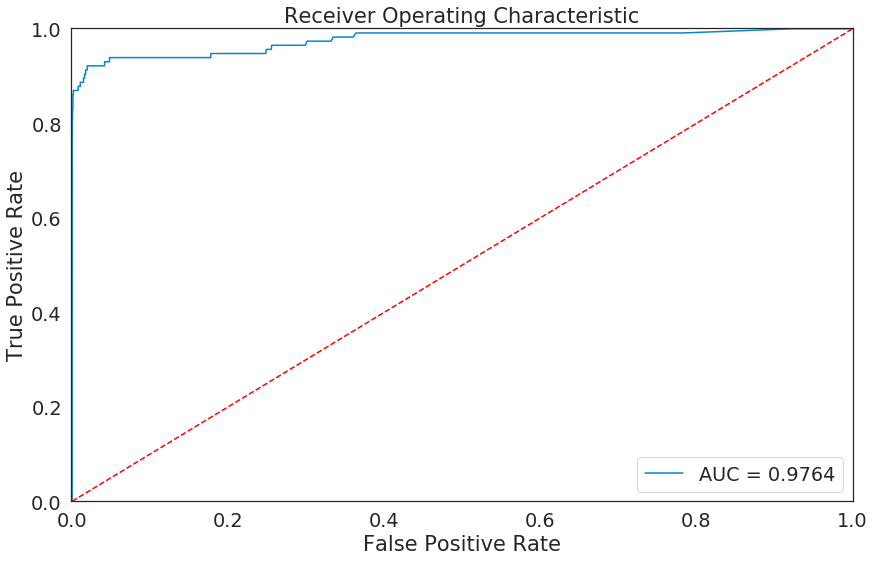 Receiver Operating Characteristic
True Positive Rate
1.0
0.8
0.6
0.4
0.2
0.0
AUC = 0.9764
0.0 0.2 0.4 0.6 0.8 1.0
False Positive Rate